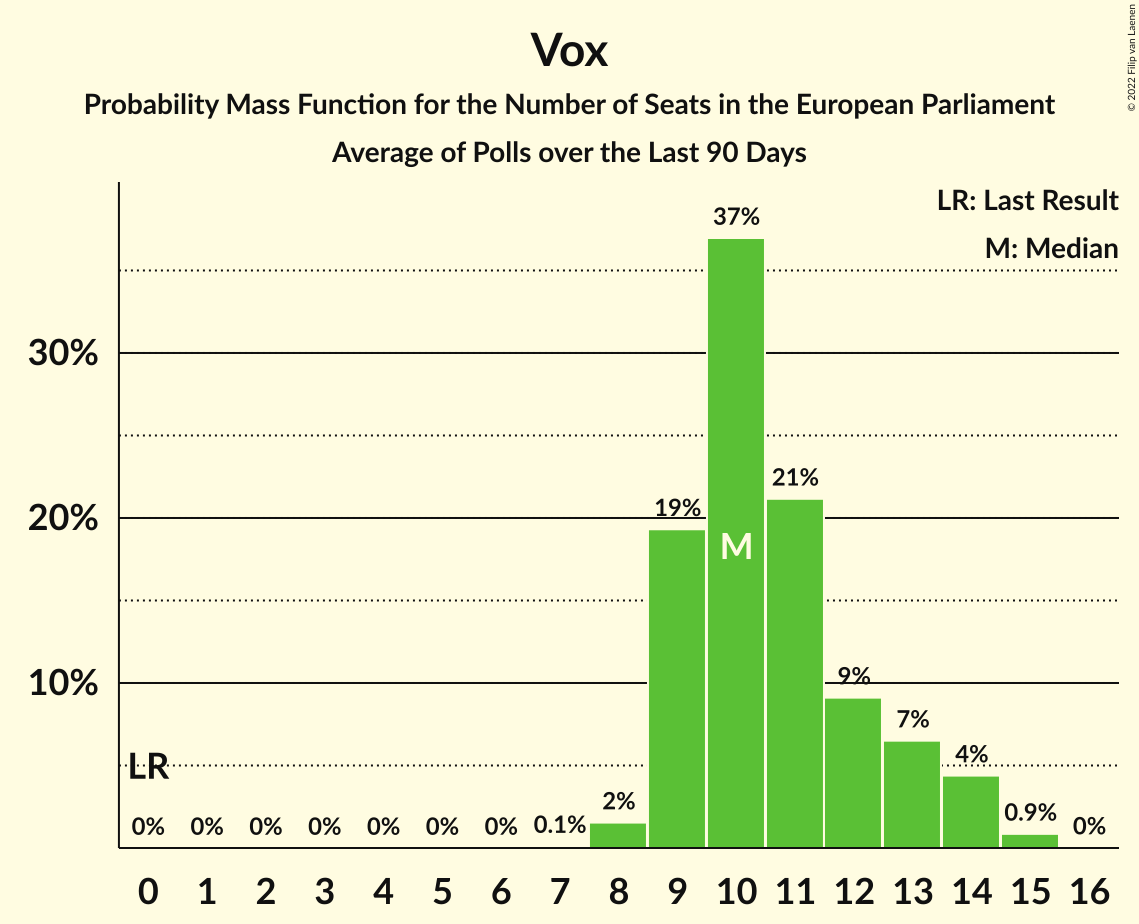 Vox
Probability Mass Function for the Number of Seats in the European Parliament
Average of Polls over the Last 90 Days
© 2022 Filip van Laenen
LR: Last Result
M: Median
37%
30%
21%
19%
20%
M
9%
10%
7%
4%
LR
2%
0.9%
0% 0% 0% 0% 0% 0% 0% 0.1% 0%
0 1 2 3 4 5 6 7 8 9 10 11 12 13 14 15 16